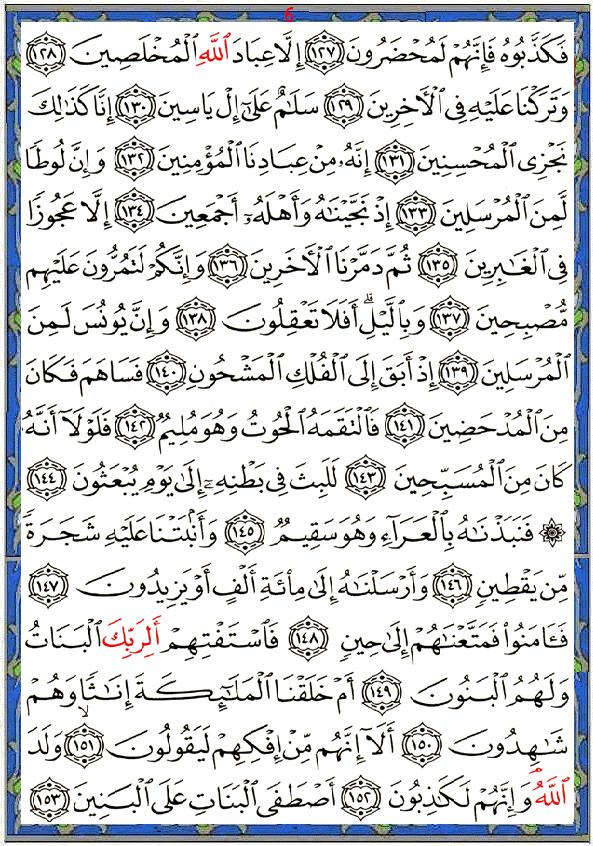 6
فَكَذَّبُوهُ فَإِنَّهُمْ لَمُحْضَرُونَ ١٢٧ إِلَّا عِبَادَ ٱللَّهِ ٱلْمُخْلَصِينَ ١٢٨
وَتَرَكْنَا عَلَيْهِ فِى ٱلْأَخِرِينَ ١٢٩ سَلَٰمٌ عَلَىٰٓ إِلْ يَاسِينَ ١٣٠ إِنَّا كَذَٰلِكَ
نَجْزِى ٱلْمُحْسِنِينَ ١٣١ إِنَّهُۥ مِنْ عِبَادِنَا ٱلْمُؤْمِنِينَ ١٣٢ وَإِنَّ لُوطًا
لَّمِنَ ٱلْمُرْسَلِينَ ١٣٣ إِذْ نَجَّيْنَٰهُ وَأَهْلَهُۥٓ أَجْمَعِينَ ١٣٤ إِلَّا عَجُوزًا
فِى ٱلْغَٰبِرِينَ ١٣٥ ثُمَّ دَمَّرْنَا ٱلْأَخَرِينَ ١٣٦ وَإِنَّكُمْ لَتَمُرُّونَ عَلَيْهِم
مُّصْبِحِينَ ١٣٧ وَبِٱلَّيْلِ ۗ أَفَلَا تَعْقِلُونَ ١٣٨ وَإِنَّ يُونُسَ لَمِنَ
ٱلْمُرْسَلِينَ ١٣٩ إِذْ أَبَقَ إِلَى ٱلْفُلْكِ ٱلْمَشْحُونِ ١٤٠ فَسَاهَمَ فَكَانَ
مِنَ ٱلْمُدْحَضِينَ ١٤١ فَٱلْتَقَمَهُ ٱلْحُوتُ وَهُوَ مُلِيمٌ ١٤٢ فَلَوْلَآ أَنَّهُۥ
كَانَ مِنَ ٱلْمُسَبِّحِينَ ١٤٣ لَلَبِثَ فِى بَطْنِهِۦٓ إِلَىٰ يَوْمِ يُبْعَثُونَ ١٤٤
۞ فَنَبَذْنَٰهُ بِٱلْعَرَآءِ وَهُوَ سَقِيمٌ ١٤٥ وَأَنۢبَتْنَا عَلَيْهِ شَجَرَةً
مِّن يَقْطِينٍ ١٤٦ وَأَرْسَلْنَٰهُ إِلَىٰ مِا۟ئَةِ أَلْفٍ أَوْ يَزِيدُونَ ١٤٧
فَـَٔامَنُوا۟ فَمَتَّعْنَٰهُمْ إِلَىٰ حِينٍ ١٤٨ فَٱسْتَفْتِهِمْ أَلِرَبِّكَ ٱلْبَنَاتُ
وَلَهُمُ ٱلْبَنُونَ ١٤٩ أَمْ خَلَقْنَا ٱلْمَلَٰٓئِكَةَ إِنَٰثًا وَهُمْ
شَٰهِدُونَ ١٥٠ أَلَآ إِنَّهُم مِّنْ إِفْكِهِمْ لَيَقُولُونَ ١٥١ وَلَدَ
ٱللَّهُ وَإِنَّهُمْ لَكَٰذِبُونَ ١٥٢ أَصْطَفَى ٱلْبَنَاتِ عَلَى ٱلْبَنِينَ ١٥٣